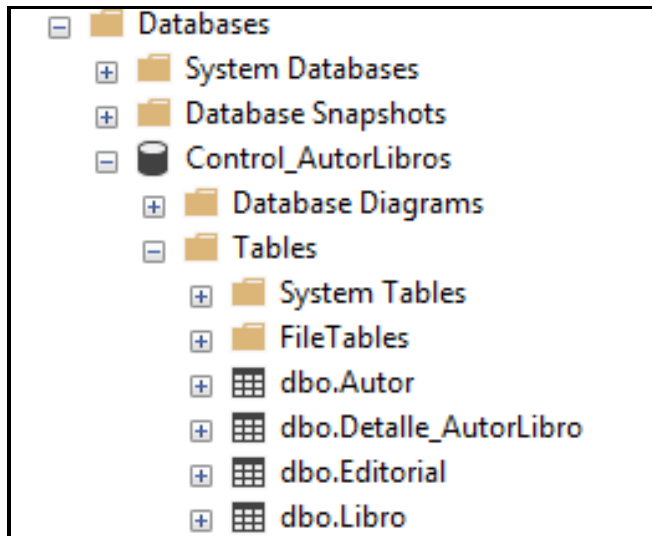 Databases
System Databases
Database Snapshots
Control_AutorLibros
Database Diagrams
Tables
System Tables
FileTables
dbo.Autor
dbo.Detalle_AutorLibro
dbo.Editorial
dbo.Libro